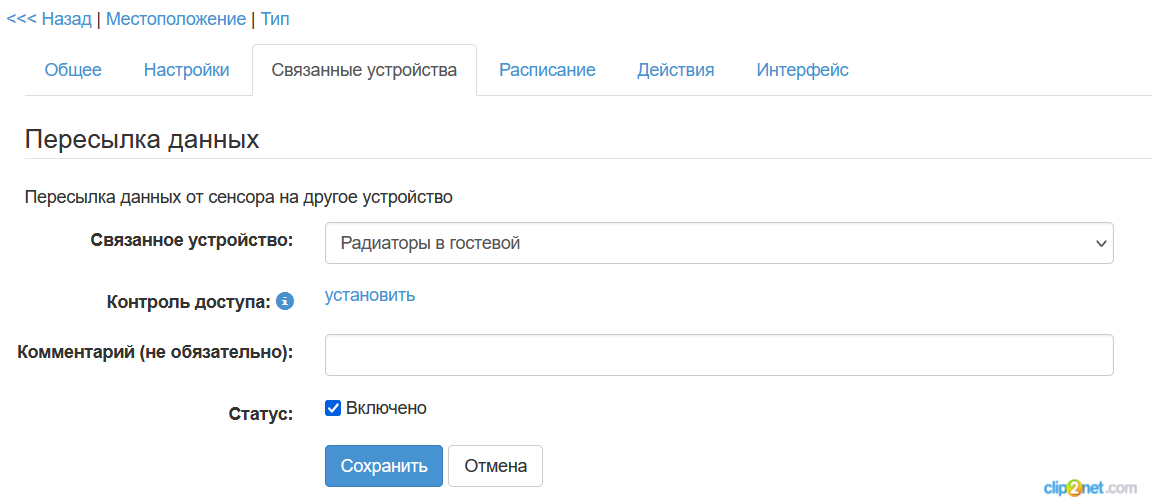 <<< Назад | Местоположение | Тип
Общее Настройки Связанные устройства Расписание Действия Интерфейс
Пересылка данных
Пересылка данных от сенсора на другое устройство
Связанное устройство: Радиаторы в гостевой
Контроль доступа: установить
Комментарий (не обязательно):
Статус: Включено
Сохранить Отмена
clip2net.com